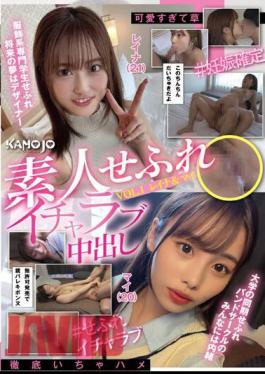 可愛すぎて草
レイナ(21)
#妊娠確定
服飾系専門学生せふれ
将来の夢はデザイナー
このちんちん
だいちゅきだよ
KAMOJO
素人せふれ
VOL.1 レイナ&マイ
イチャラブ
中出し
マイ(20)
大学の同期せふれ
バンドサークルの
みんなには内緒
イチャラブ
徹底いちゃハメ